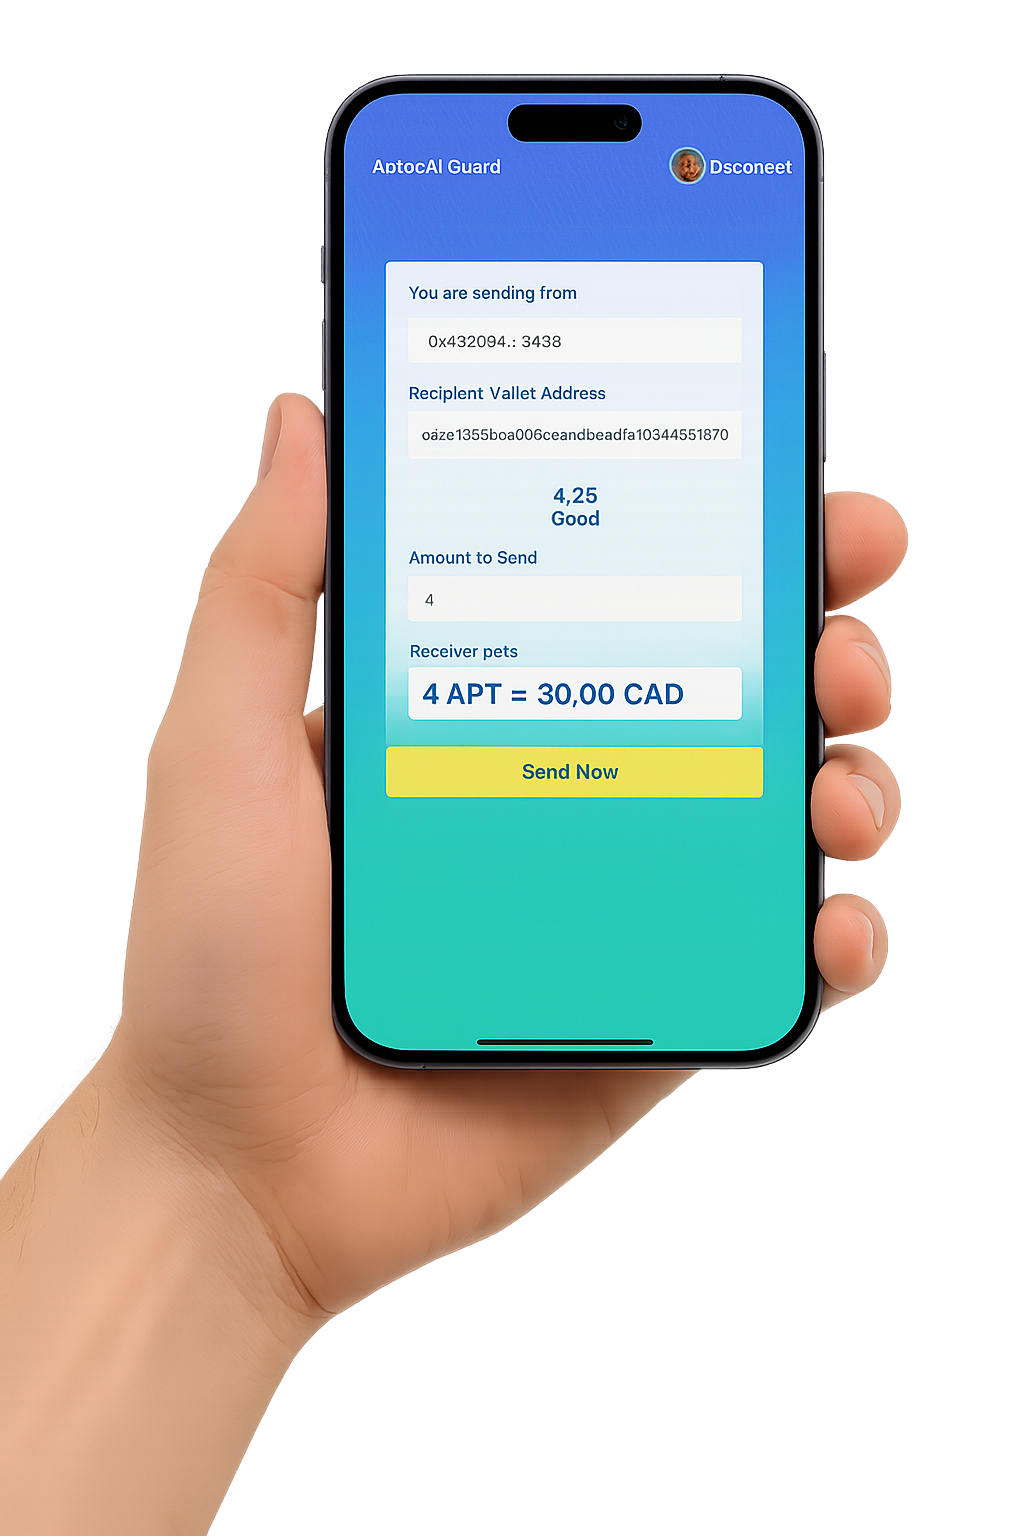 AptocAl Guard
Dsconeet
You are sending from
0x432094.: 3438
Reciplent Vallet Address
oáze1355boa006ceandbeadfa10344551870
4,25
Good
Amount to Send
4
Receiver pets
4 APT = 30,00 CAD
Send Now